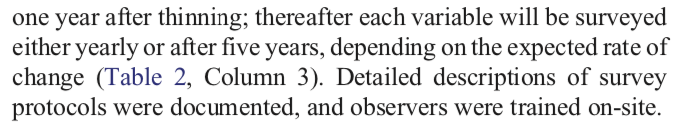 one year after thinning; thereafter each variable will be surveyed
either yearly or after five years, depending on the expected rate of
change (Table 2, Column 3). Detailed descriptions of survey
protocols were documented, and observers were trained on-site.